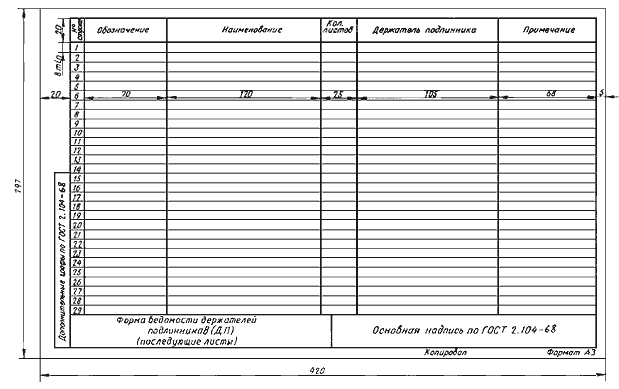 20
№ строки
Обозначение
Наименование
Кол. листов
Держатель подлинника
Примечание
8 min
1
2
3
4
5
6
20
70
120
25
105
68
5
7
8
9
10
11
12
13
14
15
16
17
18
19
20
21
22
23
24
25
26
27
28
29
297
Дополнительные графы по ГОСТ 2.104-68
Форма ведомости держателей
подлинников (ДП)
(последующие листы)
Основная надпись по ГОСТ 2.104-68
Копировал
Формат А3
420